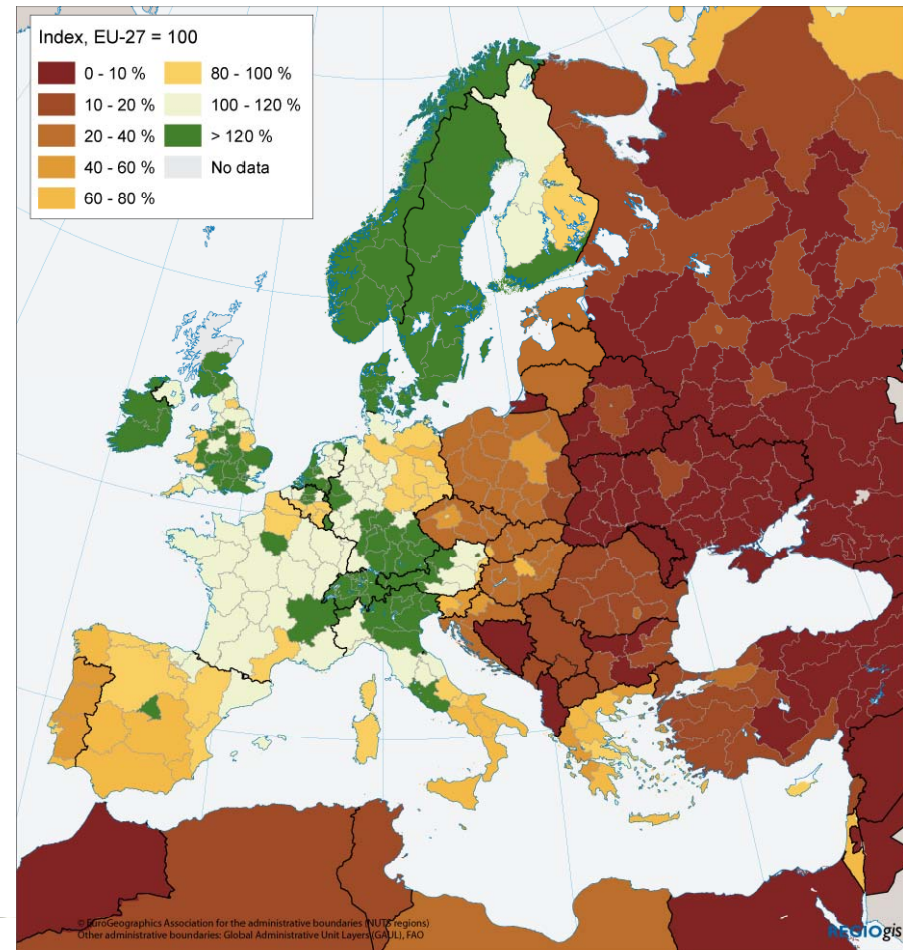 Index, EU-27 = 100
0 - 10 %
10 - 20 %
20 - 40 %
40 - 60 %
60 - 80 %
80 - 100 %
100 - 120 %
> 120 %
No data
© EuroGeographics Association for the administrative boundaries (NUTS regions)
Other administrative boundaries: Global Administrative Unit Layers (GAUL), FAO
REGIOgis